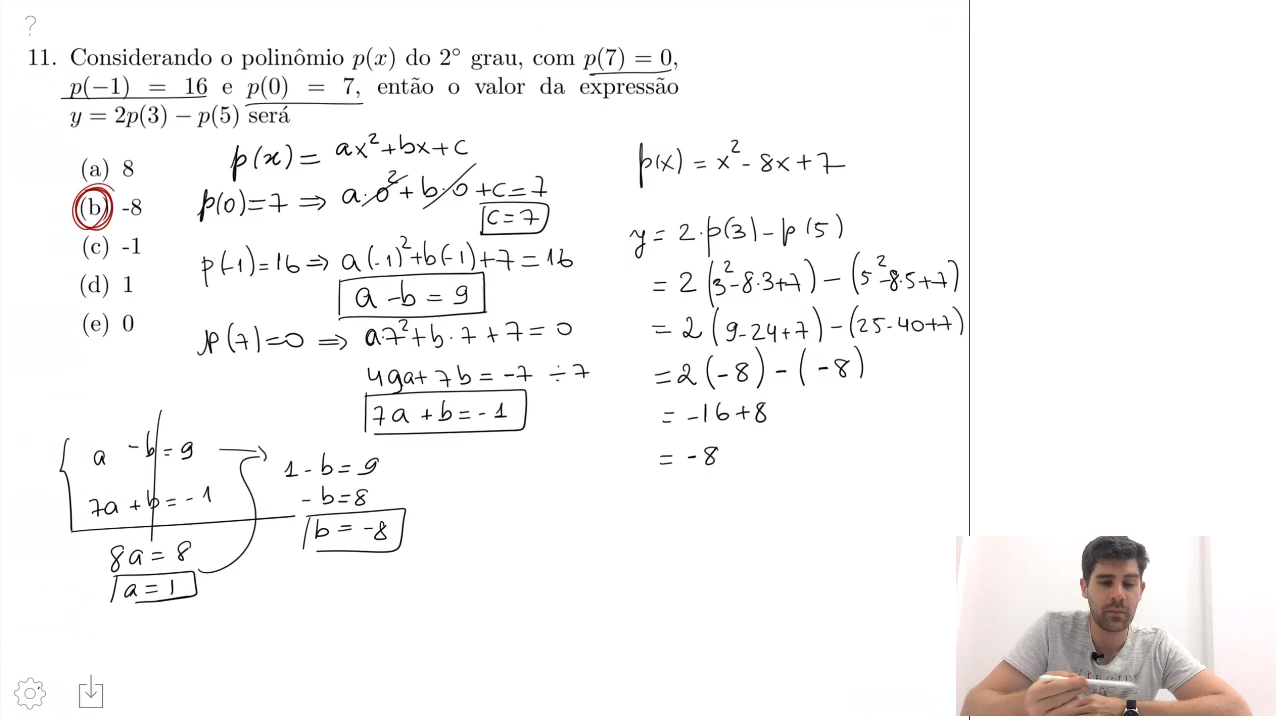 ?
11. Considerando o polinômio p(x) do 2° grau, com p(7) = 0,
p(−1) = 16 e p(0) = 7, então o valor da expressão
y = 2p(3) − p(5) será
(a) 8
(b) -8
(c) -1
(d) 1
(e) 0
p(x) = ax²+bx+c
p(0)=7 ⇒ a·0²+b·0+c=7
c=7
p(-1)=16 ⇒ a(-1)²+b(-1)+7=16
a-b=9
p(7)=0 ⇒ a7²+b·7+7=0
49a+7b=-7 ÷7
7a+b=-1
a-b=9
7a+b=-1
8a=8
a=1
1-b=9
-b=8
b=-8
p(x)=x²-8x+7
y=2·p(3)-p(5)
=2(3²-8·3+7)-(5²-8·5+7)
=2(9-24+7)-(25-40+7)
=2(-8)-(-8)
=-16+8
=-8